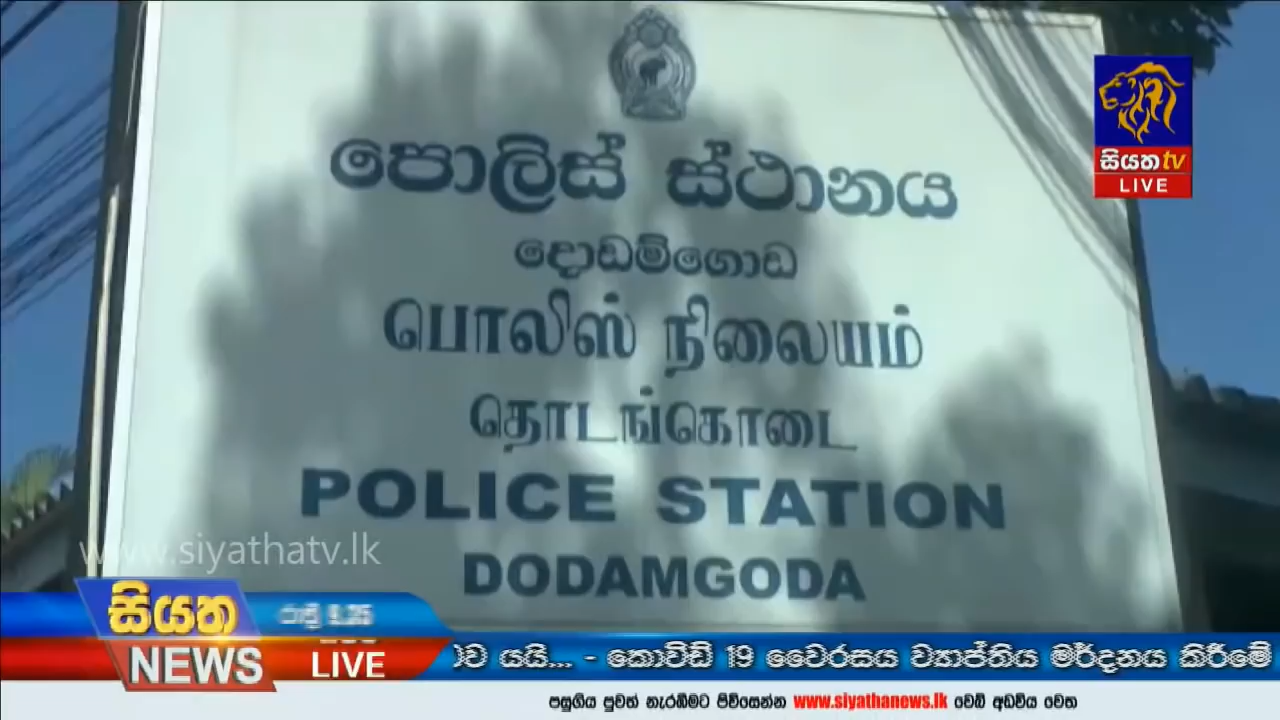 සියත tv
LIVE
පොලිස් ස්ථානය
දොඩම්ගොඩ
பொலிஸ் நிலையம்
தொடங்கொடை
POLICE STATION
DODAMGODA
www.siyathatv.lk
සියත
NEWS
LIVE
යයි... - කොවිඩ් 19 වෛරසය ව්‍යාප්තිය මර්දනය කිරීමේ
පසුගිය පුවත් නැරඹීමට පිවිසෙන්න www.siyathanews.lk වෙබ් අඩවිය වෙත